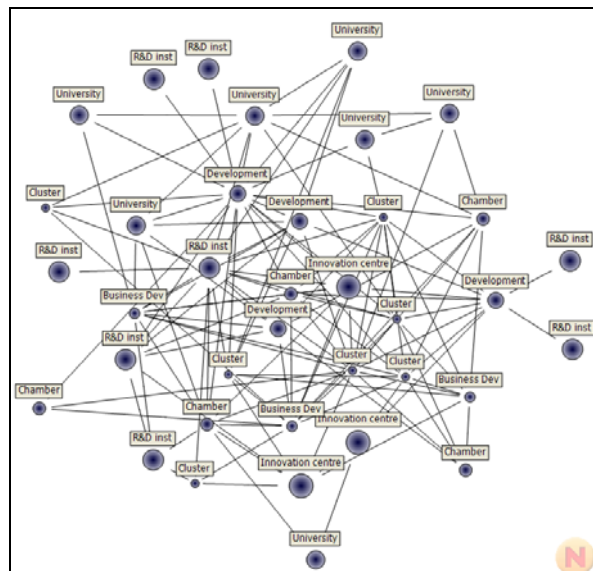 University
R&D inst
R&D inst
University
University
University
University
Cluster
Development
University
Development
Cluster
Chamber
R&D inst
R&D inst
Innovation centre
R&D inst
Chamber
Development
Business Dev
Development
Cluster
R&D inst
R&D inst
Cluster
Cluster
Cluster
Business Dev
Chamber
Chamber
Business Dev
Innovation centre
R&D inst
Cluster
Innovation centre
Chamber
University
N